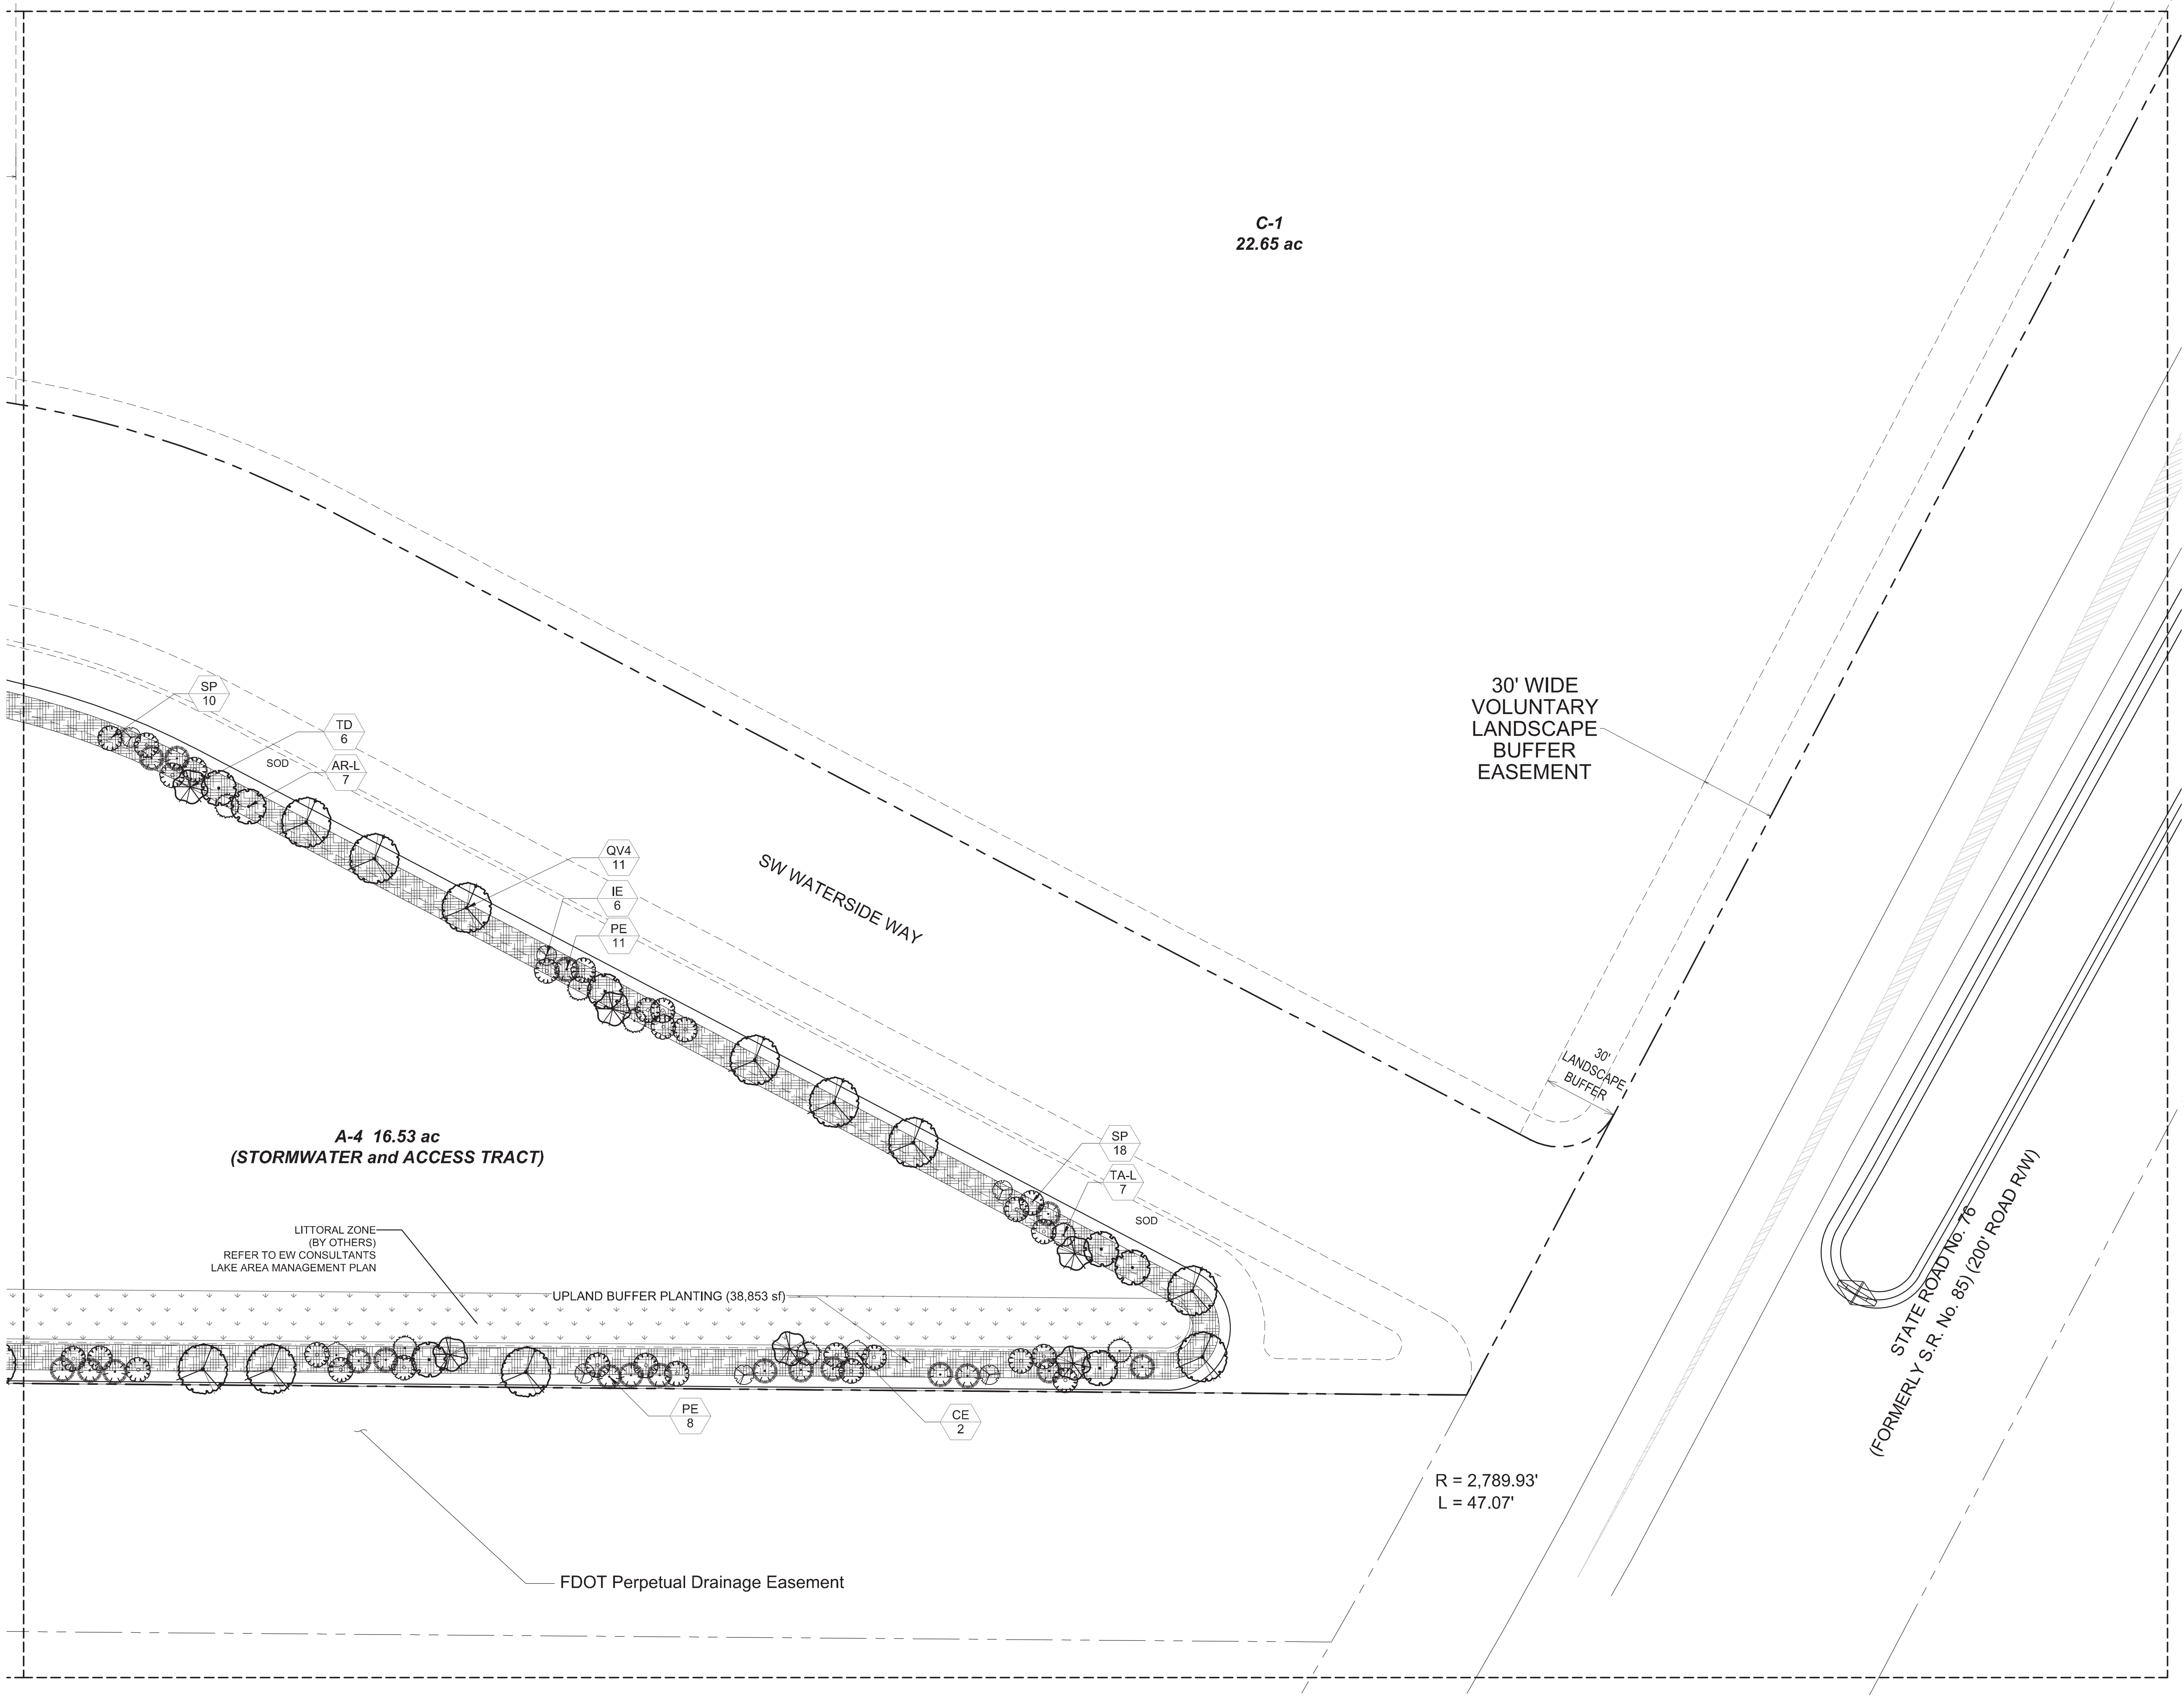 C-1
22.65 ac
30' WIDE
VOLUNTARY
LANDSCAPE
BUFFER
EASEMENT
SP
10
TD
6
SOD
AR-L
7
QV4
11
IE
6
PE
11
SW WATERSIDE WAY
30'
LANDSCAPE
BUFFER
A-4 16.53 ac
(STORMWATER and ACCESS TRACT)
SP
18
TA-L
7
SOD
LITTORAL ZONE
(BY OTHERS)
REFER TO EW CONSULTANTS
LAKE AREA MANAGEMENT PLAN
UPLAND BUFFER PLANTING (38,853 sf)
STATE ROAD No. 76
(FORMERLY S.R. No. 85) (200' ROAD R/W)
PE
8
CE
2
R = 2,789.93'
L = 47.07'
FDOT Perpetual Drainage Easement